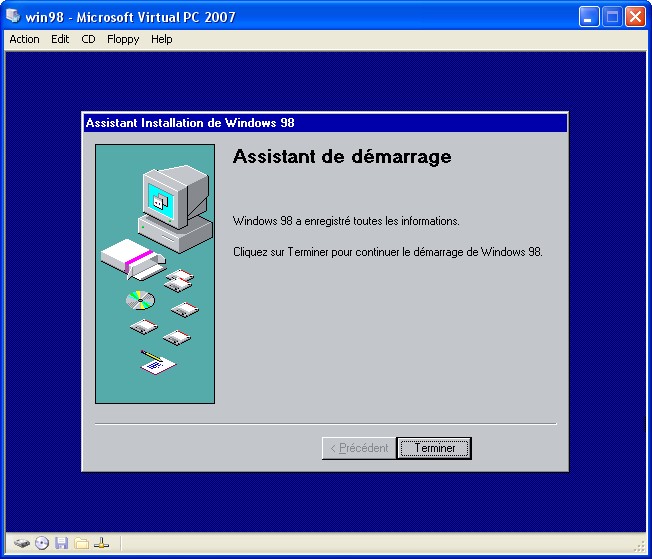 win98 - Microsoft Virtual PC 2007
Action Edit CD Floppy Help
Assistant Installation de Windows 98
Assistant de démarrage
Windows 98 a enregistré toutes les informations.
Cliquez sur Terminer pour continuer le démarrage de Windows 98.
< Précédent Terminer